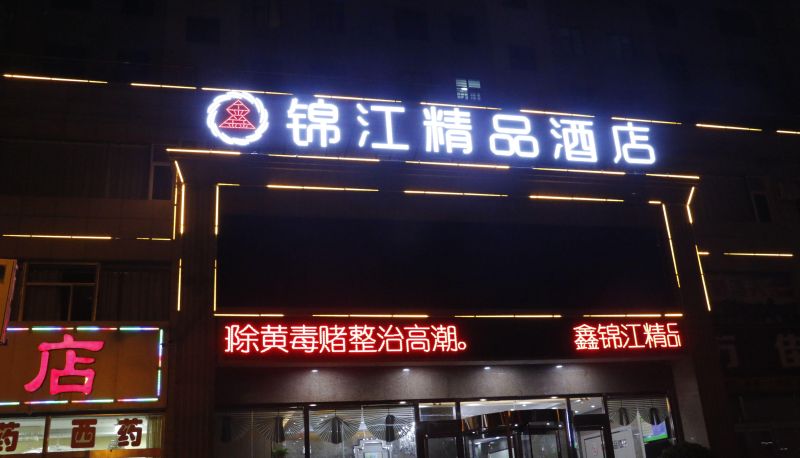 锦江精品酒店
除黄毒赌整治高潮。 鑫锦江精品
店
药 西药